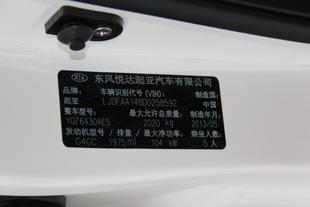 KIA 东风悦达起亚汽车有限公司
品牌： 车辆识别代号(VIN)： 制造国：
起亚 LJDFAA148D0258592 中国
整车型号： 最大允许总质量： 制造年月：
YQZ6430AE5 2020 kg 2013/05
发动机型号 / 排量 / 最大净功率 乘坐人数
G4GC 1975 ml 104 kW 5人